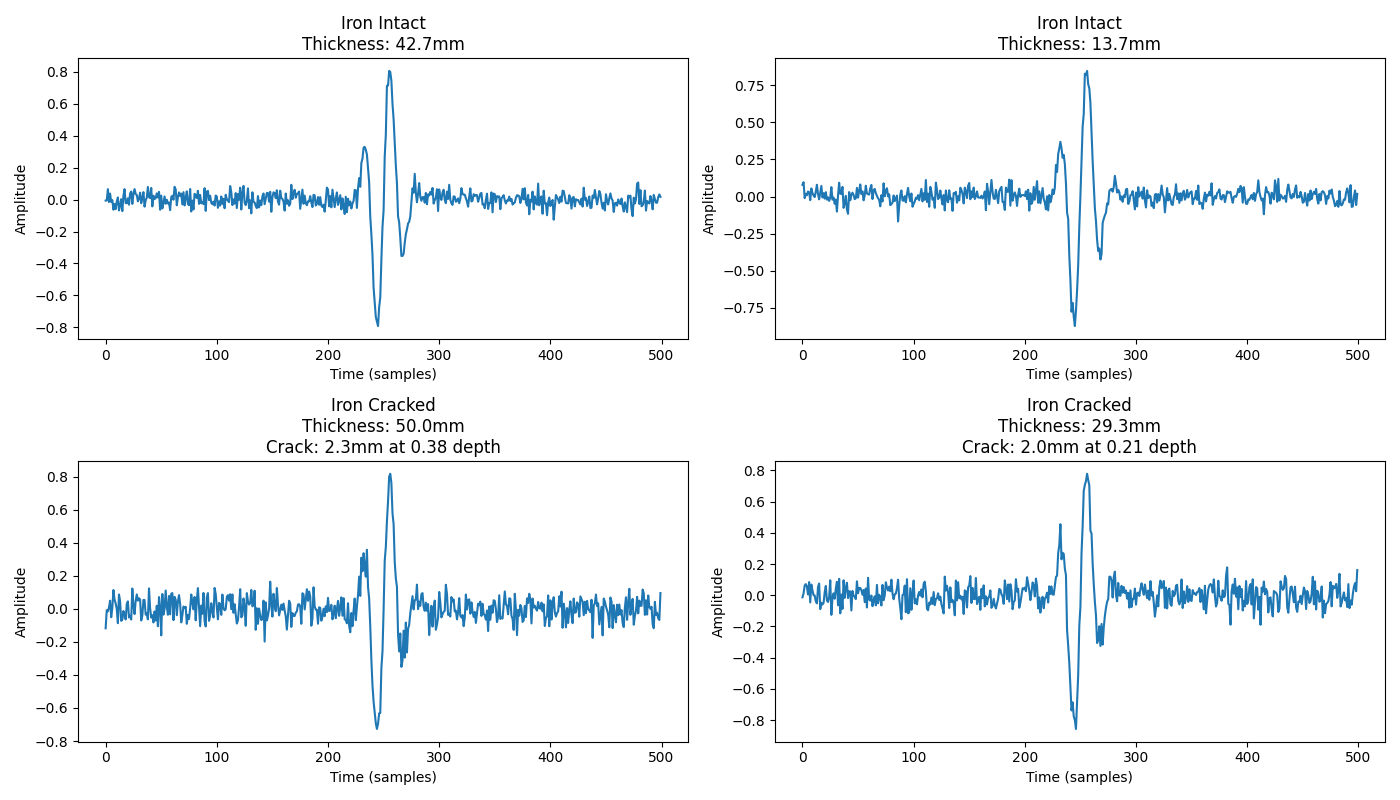 Iron Intact
Thickness: 42.7mm
0.8
0.6
0.4
0.2
0.0
−0.2
−0.4
−0.6
−0.8
Amplitude
0 100 200 300 400 500
Time (samples)
Iron Intact
Thickness: 13.7mm
0.75
0.50
0.25
0.00
−0.25
−0.50
−0.75
Amplitude
0 100 200 300 400 500
Time (samples)
Iron Cracked
Thickness: 50.0mm
Crack: 2.3mm at 0.38 depth
0.8
0.6
0.4
0.2
0.0
−0.2
−0.4
−0.6
−0.8
Amplitude
0 100 200 300 400 500
Time (samples)
Iron Cracked
Thickness: 29.3mm
Crack: 2.0mm at 0.21 depth
0.8
0.6
0.4
0.2
0.0
−0.2
−0.4
−0.6
−0.8
Amplitude
0 100 200 300 400 500
Time (samples)